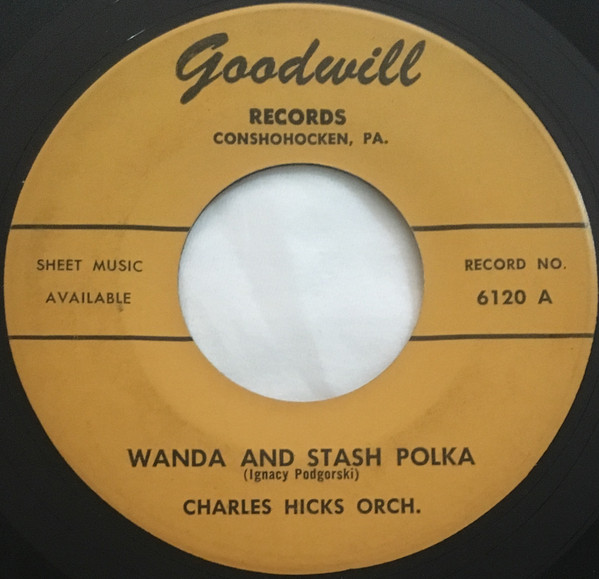 Goodwill
RECORDS
CONSHOHOCKEN, PA.
SHEET MUSIC
AVAILABLE
RECORD NO.
6120 A
WANDA AND STASH POLKA
(Ignacy Podgorski)
CHARLES HICKS ORCH.